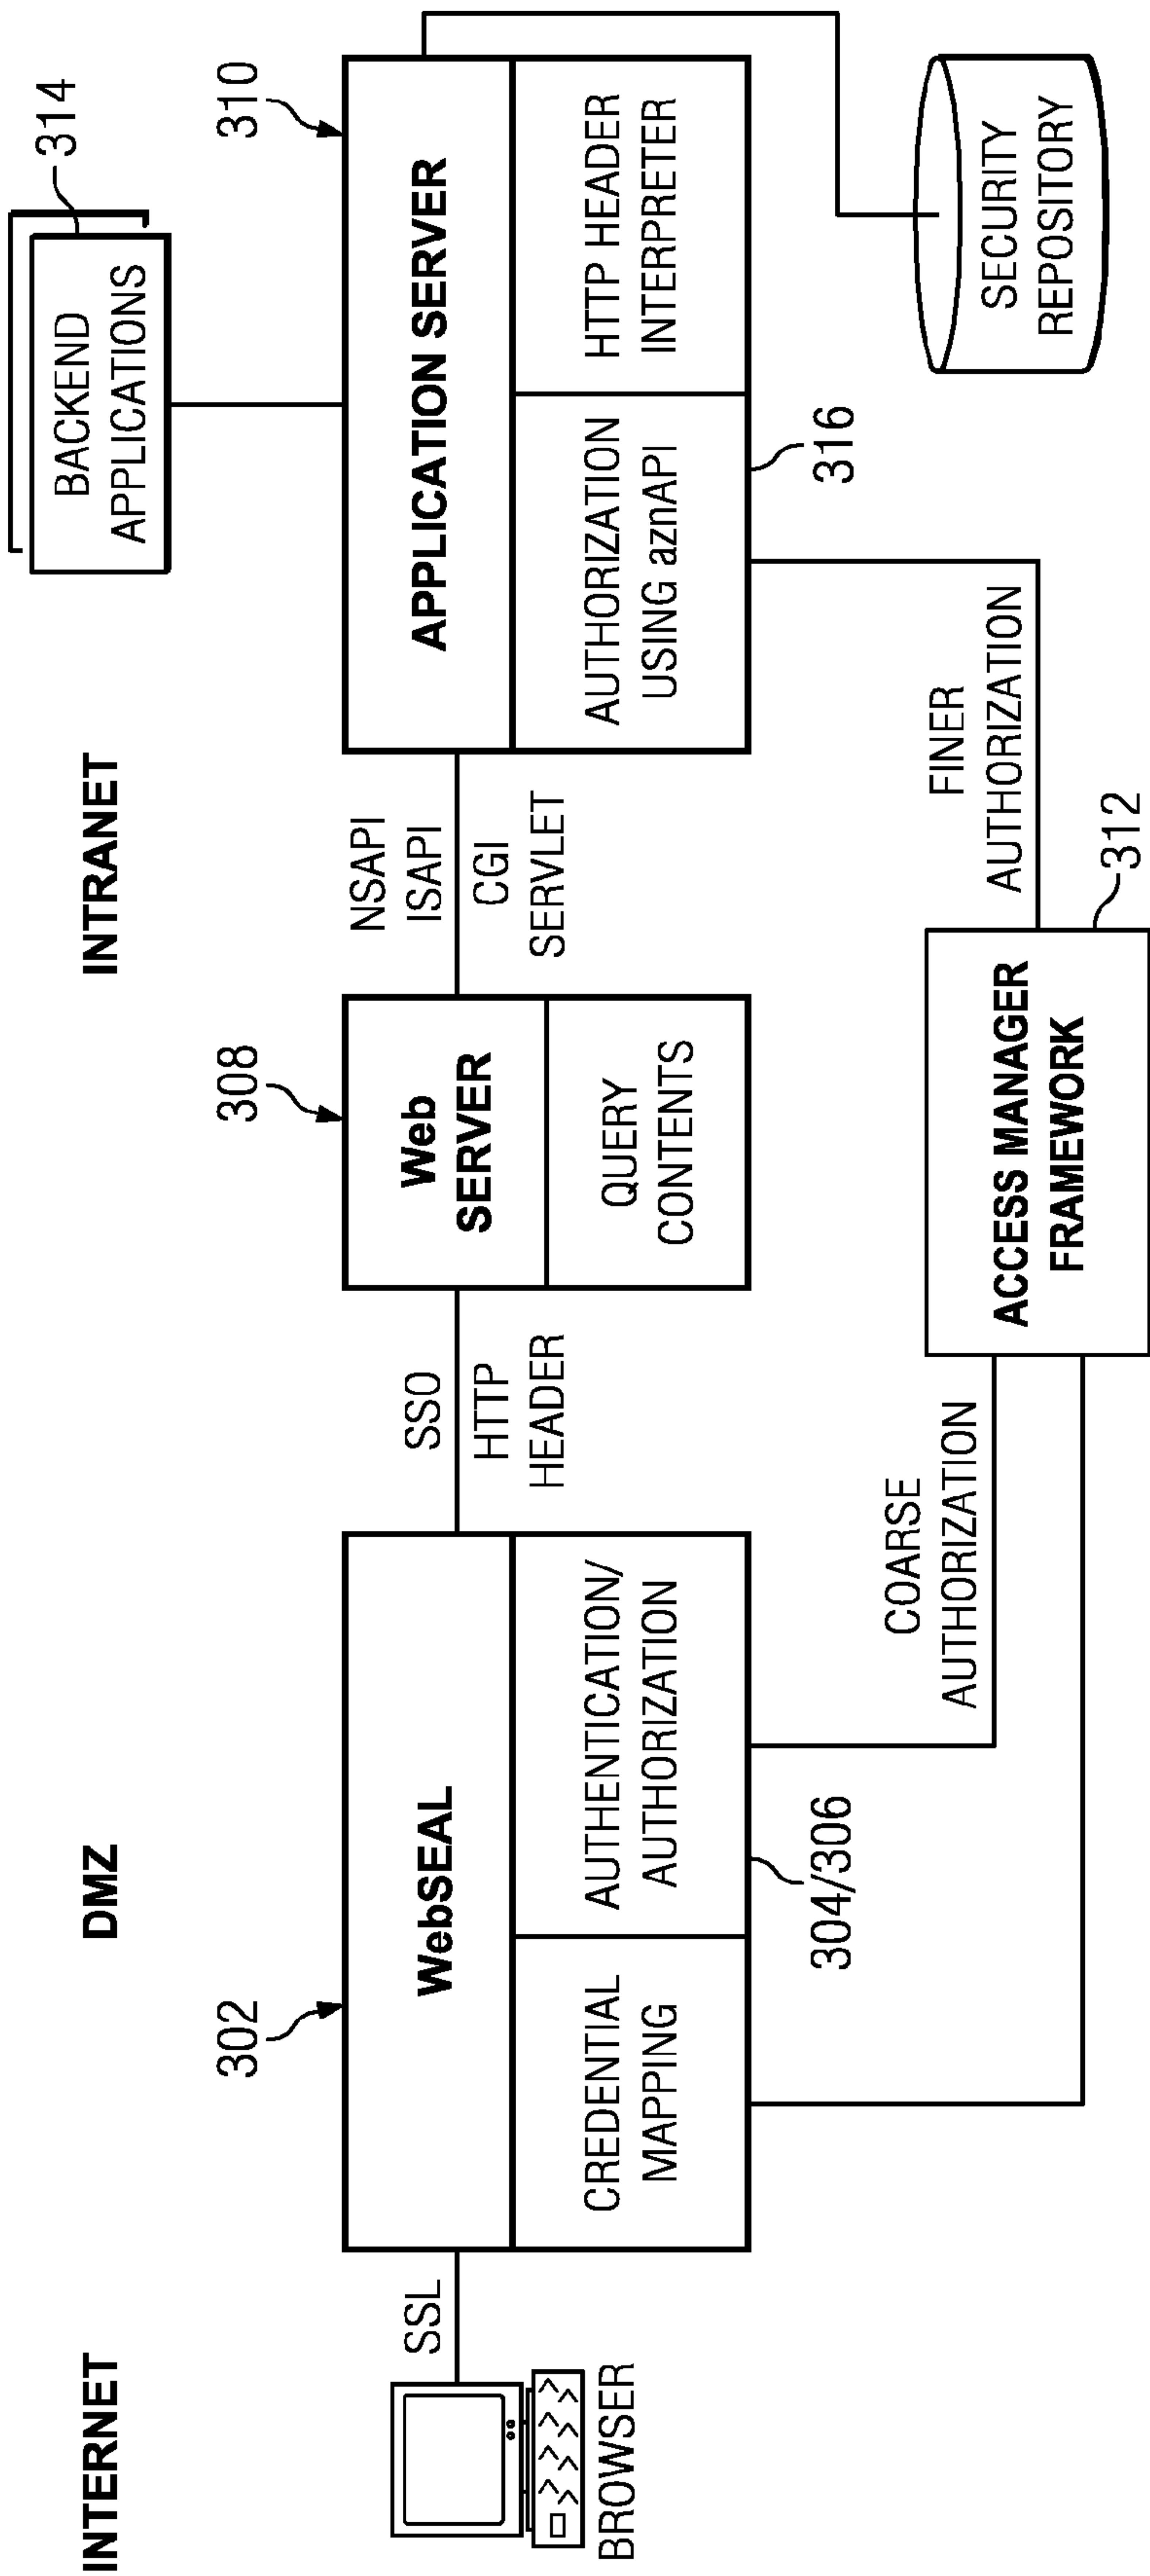 INTERNET
DMZ
INTRANET
302
308
310
314
BACKEND
APPLICATIONS
BROWSER
SSL
WebSEAL
CREDENTIAL
MAPPING
AUTHENTICATION/
AUTHORIZATION
304/306
SSO
HTTP
HEADER
Web
SERVER
QUERY
CONTENTS
NSAPI
ISAPI
CGI
SERVLET
APPLICATION SERVER
AUTHORIZATION
USING aznAPI
HTTP HEADER
INTERPRETER
316
COARSE
AUTHORIZATION
ACCESS MANAGER
FRAMEWORK
312
FINER
AUTHORIZATION
SECURITY
REPOSITORY